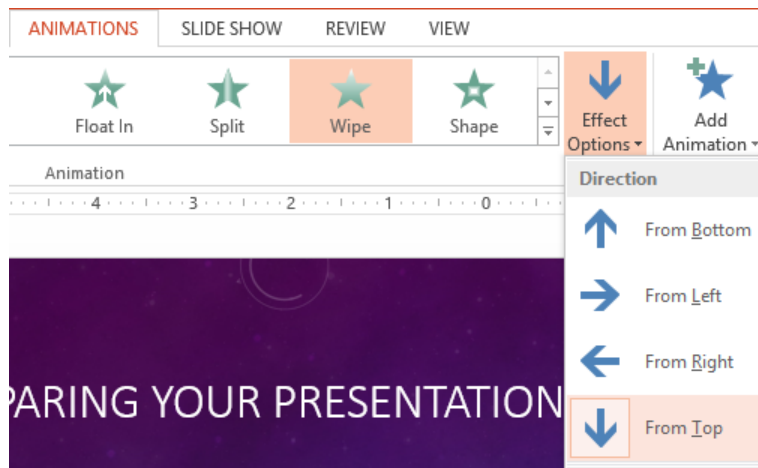 ANIMATIONS SLIDE SHOW REVIEW VIEW
Float In Split Wipe Shape
Effect Options
Add Animation
Animation
Direction
4 3 2 1 0
From Bottom
From Left
From Right
From Top
PARING YOUR PRESENTATION